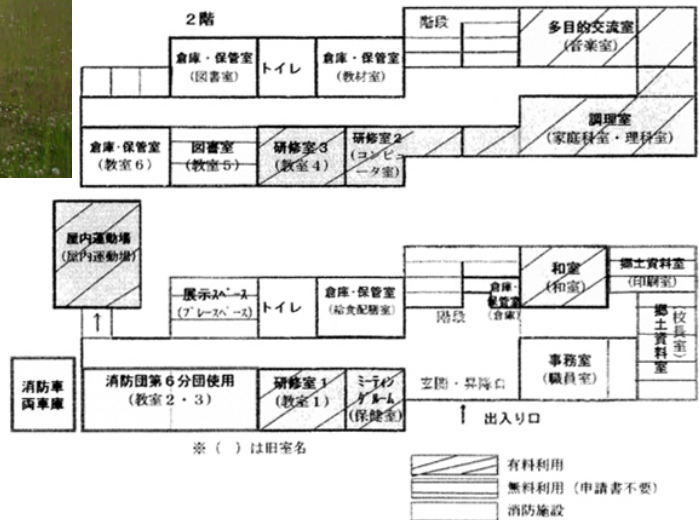 ２階
階段
多目的交流室
(音楽室)
倉庫・保管室
(図書室)
トイレ
倉庫・保管室
(教材室)
調理室
(家庭科室・理科室)
倉庫・保管室
(教室６)
図書室
(教室５)
研修室３
(教室４)
研修室２
(コンピュ
ータ室)
屋内運動場
(屋内運動場)
↑
展示スペース
(プレースペース)
トイレ
倉庫・保管室
(給食配膳室)
階段
倉庫・
保管室
(倉庫)
和室
(和室)
郷土資料室
(印刷室)
郷土資料室
(校長室)
消防車
両車庫
消防団第６分団使用
(教室２・３)
研修室１
(教室１)
ミーティン
グルーム
(保健室)
玄関・昇降口
事務室
(職員室)
↑ 出入り口
※（　）は旧室名
有料利用
無料利用（申請書不要）
消防施設